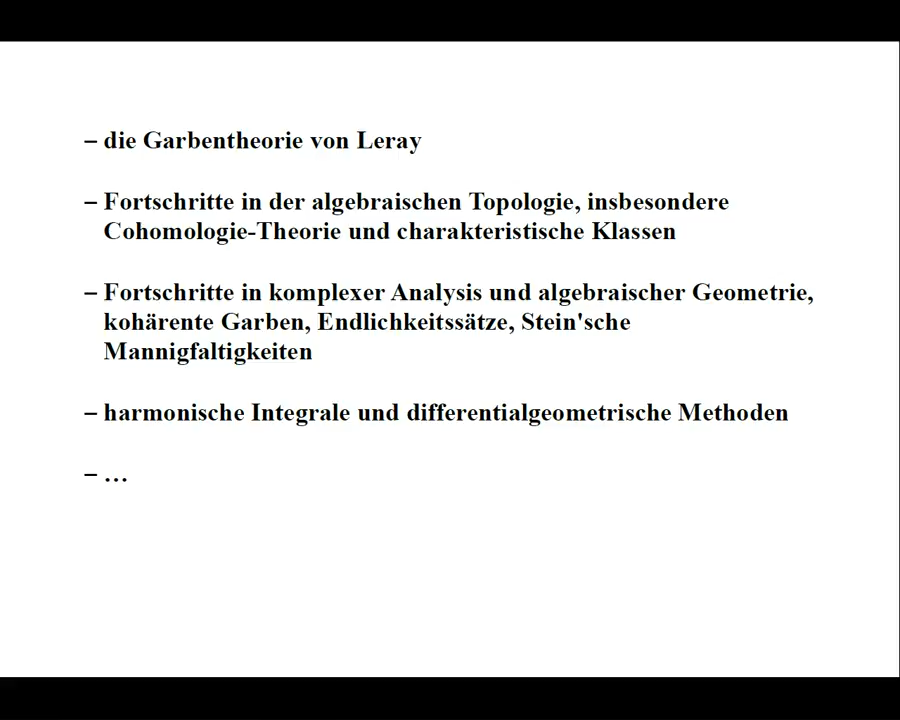 – die Garbentheorie von Leray
– Fortschritte in der algebraischen Topologie, insbesondere
Cohomologie-Theorie und charakteristische Klassen
– Fortschritte in komplexer Analysis und algebraischer Geometrie,
kohärente Garben, Endlichkeitssätze, Stein'sche
Mannigfaltigkeiten
– harmonische Integrale und differentialgeometrische Methoden
– …